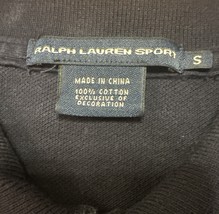 RALPH LAUREN SPORT
S
MADE IN CHINA
100% COTTON
EXCLUSIVE OF
DECORATION